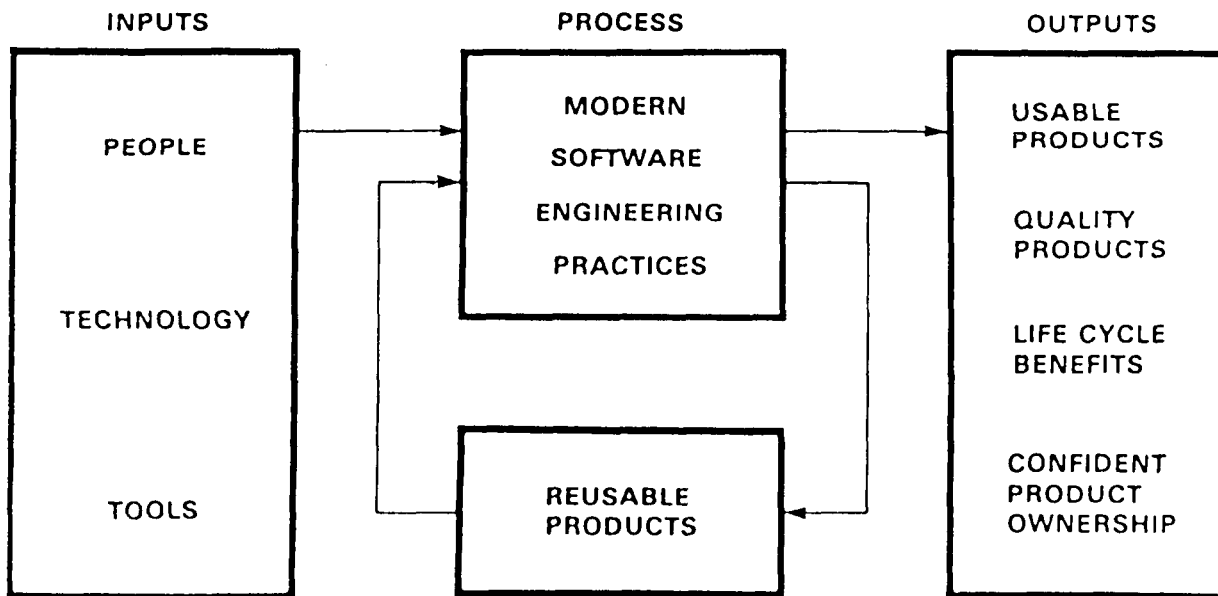 INPUTS
PROCESS
OUTPUTS
PEOPLE
TECHNOLOGY
TOOLS
MODERN
SOFTWARE
ENGINEERING
PRACTICES
REUSABLE
PRODUCTS
USABLE
PRODUCTS
QUALITY
PRODUCTS
LIFE CYCLE
BENEFITS
CONFIDENT
PRODUCT
OWNERSHIP